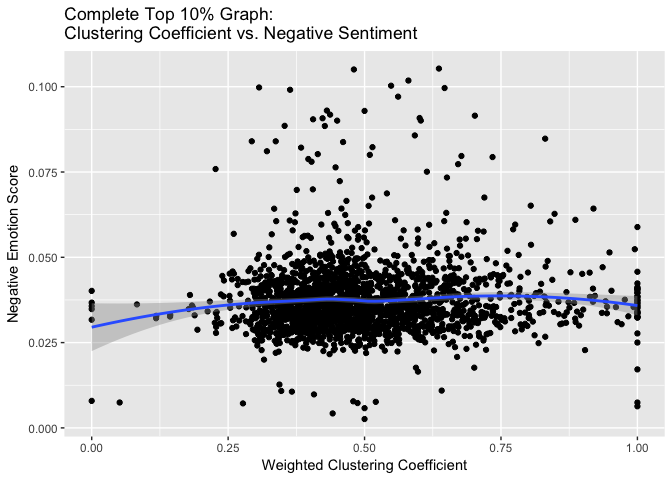 Complete Top 10% Graph:
Clustering Coefficient vs. Negative Sentiment
0.100
0.075
0.050
0.025
0.000
Negative Emotion Score
0.00 0.25 0.50 0.75 1.00
Weighted Clustering Coefficient